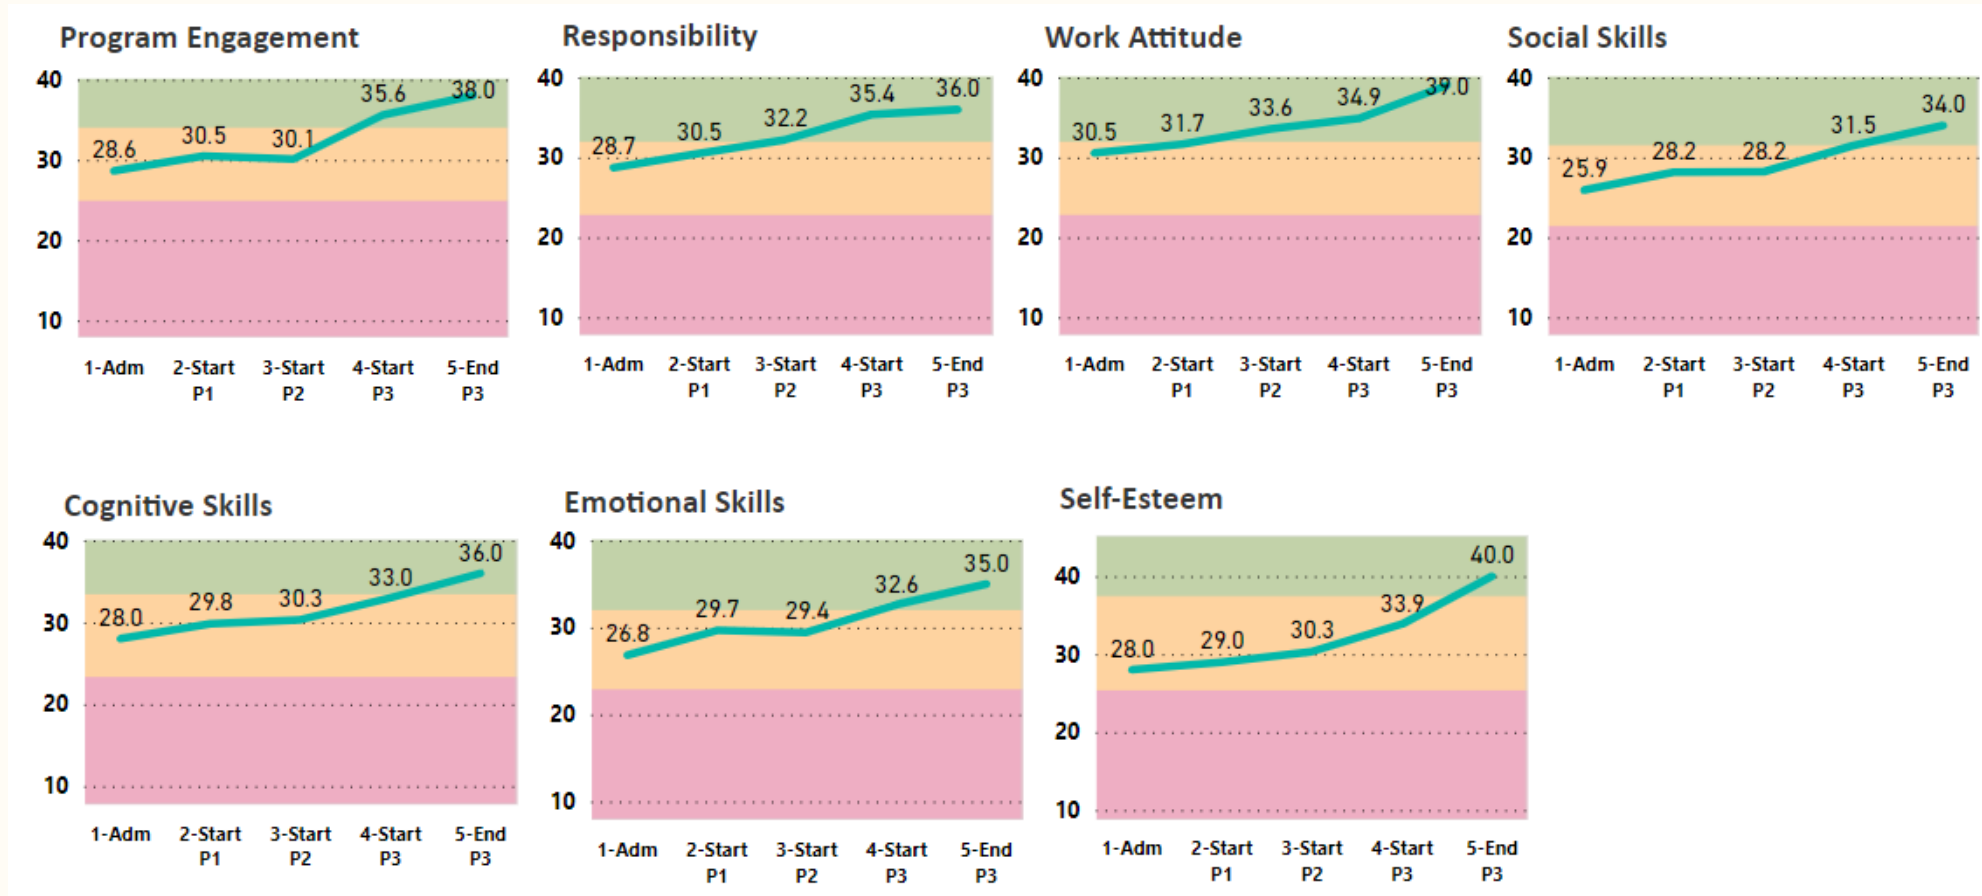 Program Engagement
40
30
20
10
28.6
30.5
30.1
35.6
38.0
1-Adm
2-Start
P1
3-Start
P2
4-Start
P3
5-End
P3
Responsibility
40
30
20
10
28.7
30.5
32.2
35.4
36.0
1-Adm
2-Start
P1
3-Start
P2
4-Start
P3
5-End
P3
Work Attitude
40
30
20
10
30.5
31.7
33.6
34.9
39.0
1-Adm
2-Start
P1
3-Start
P2
4-Start
P3
5-End
P3
Social Skills
40
30
20
10
25.9
28.2
28.2
31.5
34.0
1-Adm
2-Start
P1
3-Start
P2
4-Start
P3
5-End
P3
Cognitive Skills
40
30
20
10
28.0
29.8
30.3
33.0
36.0
1-Adm
2-Start
P1
3-Start
P2
4-Start
P3
5-End
P3
Emotional Skills
40
30
20
10
26.8
29.7
29.4
32.6
35.0
1-Adm
2-Start
P1
3-Start
P2
4-Start
P3
5-End
P3
Self-Esteem
40
30
20
10
28.0
29.0
30.3
33.9
40.0
1-Adm
2-Start
P1
3-Start
P2
4-Start
P3
5-End
P3